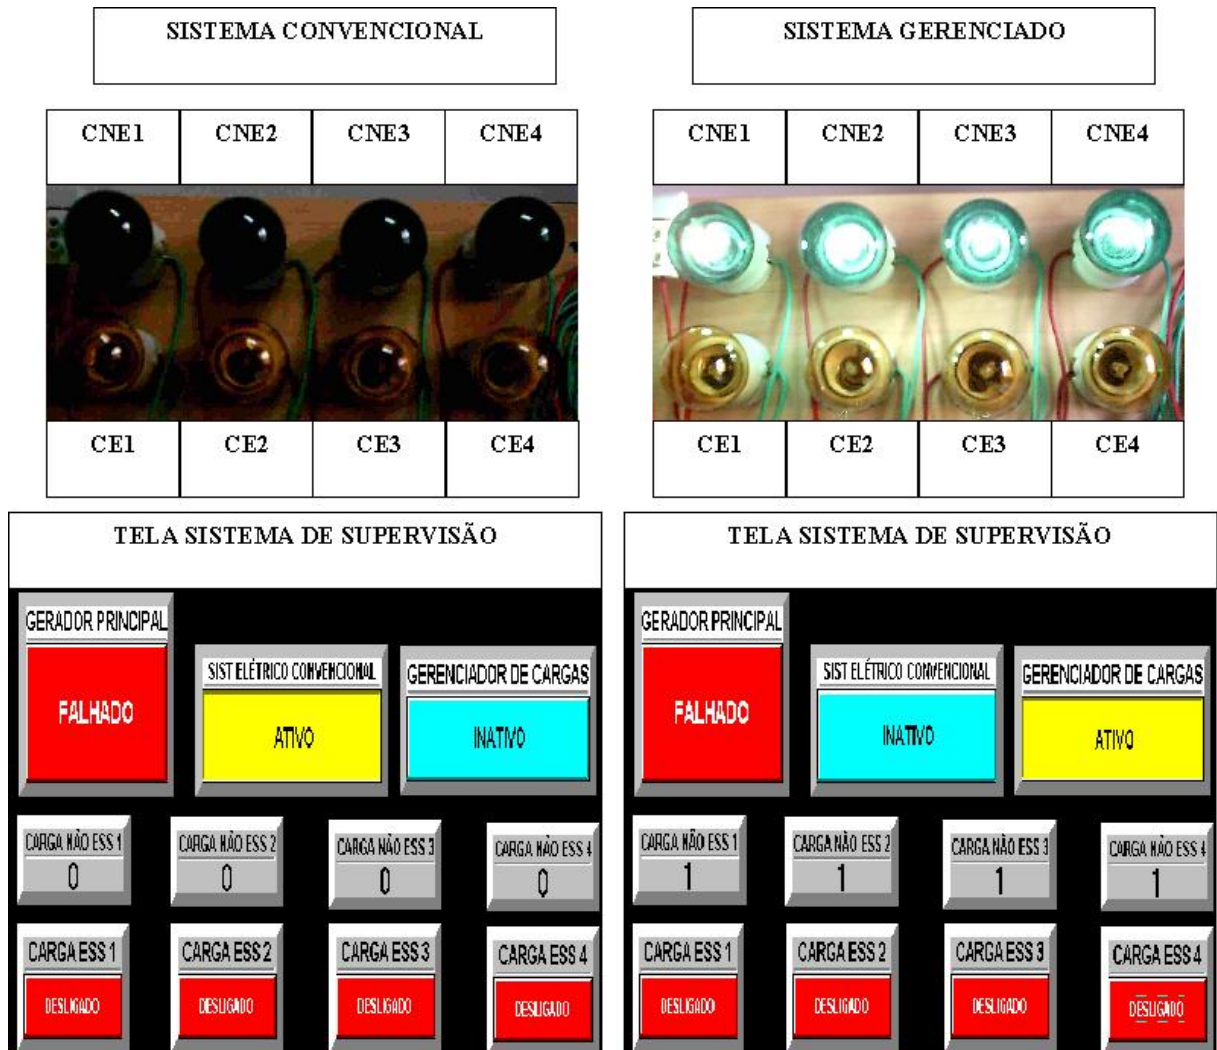 SISTEMA CONVENCIONAL
SISTEMA GERENCIADO
CNE1 CNE2 CNE3 CNE4
CNE1 CNE2 CNE3 CNE4
CE1 CE2 CE3 CE4
CE1 CE2 CE3 CE4
TELA SISTEMA DE SUPERVISÃO
GERADOR PRINCIPAL
FALHADO
SIST ELÉTRICO CONVENCIONAL
ATIVO
GERENCIADOR DE CARGAS
INATIVO
CARGA NÃO ESS 1
0
CARGA NÃO ESS 2
0
CARGA NÃO ESS 3
0
CARGA NÃO ESS 4
0
CARGA ESS 1
DESLIGADO
CARGA ESS 2
DESLIGADO
CARGA ESS 3
DESLIGADO
CARGA ESS 4
DESLIGADO
TELA SISTEMA DE SUPERVISÃO
GERADOR PRINCIPAL
FALHADO
SIST ELÉTRICO CONVENCIONAL
INATIVO
GERENCIADOR DE CARGAS
ATIVO
CARGA NÃO ESS 1
1
CARGA NÃO ESS 2
1
CARGA NÃO ESS 3
1
CARGA NÃO ESS 4
1
CARGA ESS 1
DESLIGADO
CARGA ESS 2
DESLIGADO
CARGA ESS 3
DESLIGADO
CARGA ESS 4
DESLIGADO